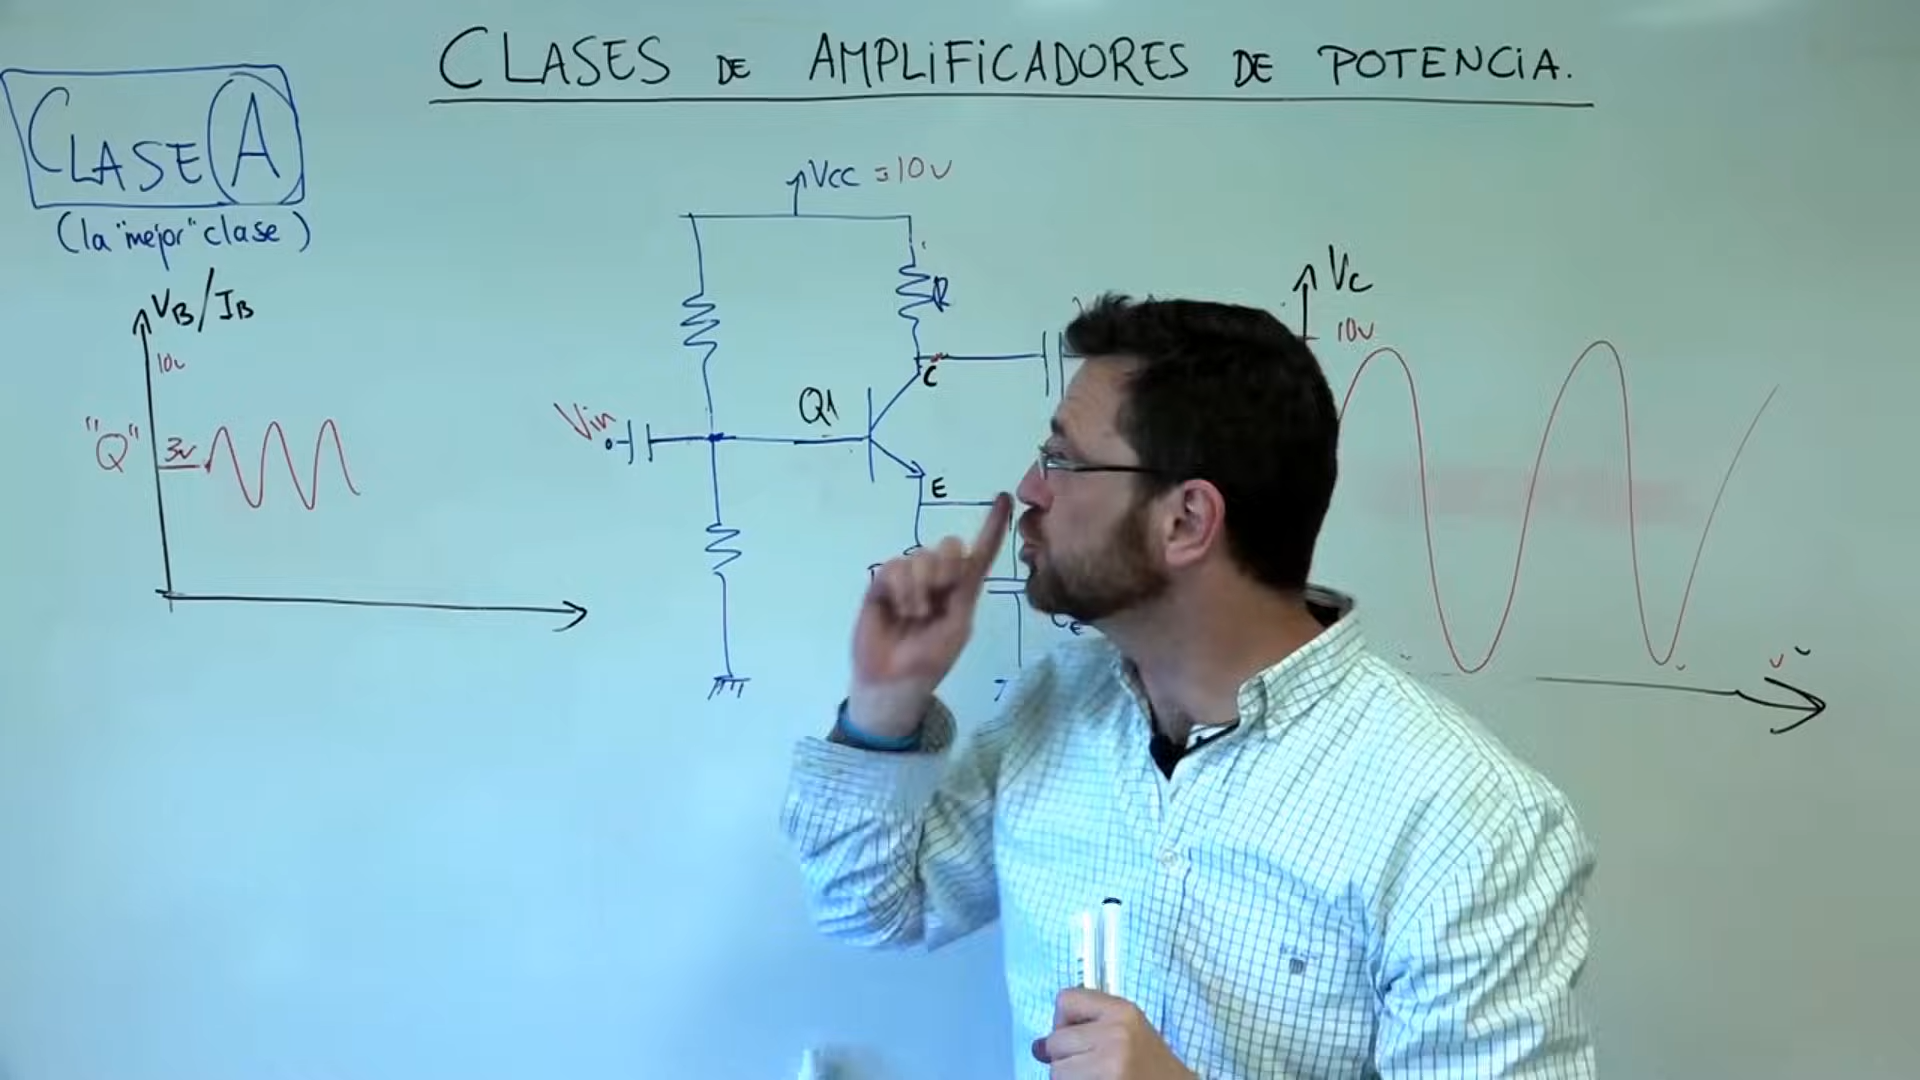 CLASES DE AMPLIFICADORES DE POTENCIA.
CLASE A
(la "mejor" clase)
VB/IB
10v
"Q"
3v
Vcc = 10v
R
C
Q1
Vin
E
CE
Vc
10v